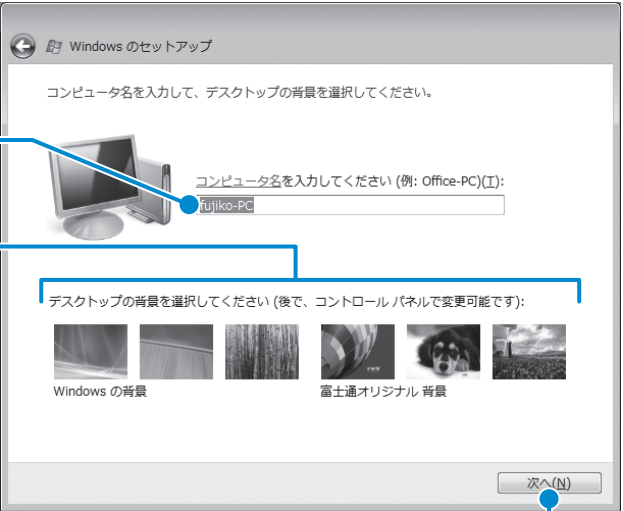 Windows のセットアップ
コンピュータ名を入力して、デスクトップの背景を選択してください。
コンピュータ名を入力してください (例: Office-PC)(T):
fujiko-PC
デスクトップの背景を選択してください (後で、コントロール パネルで変更可能です):
Windows の背景
富士通オリジナル 背景
次へ(N)